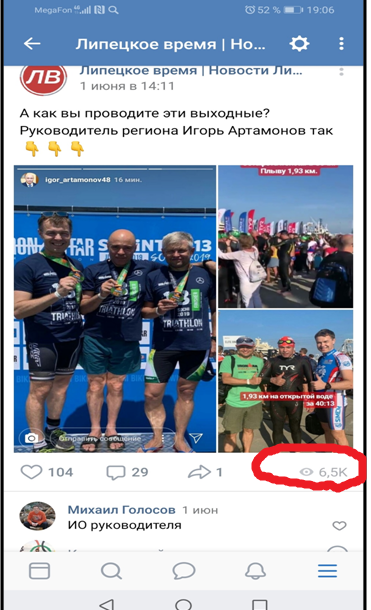 MegaFon 4G
52 % 19:06
Липецкое время | Но...
ЛВ
Липецкое время | Новости Ли...
1 июня в 14:11
А как вы проводите эти выходные?
Руководитель региона Игорь Артамонов так
igor_artamonov48 16 мин.
Плыву 1,93 км.
TRIATHLON
TRIATHLON
TYR
1,93 км на открытой воде
за 40:13
Отправить сообщение
104 29 1 6,5K
Михаил Голосов 1 июн
ИО руководителя